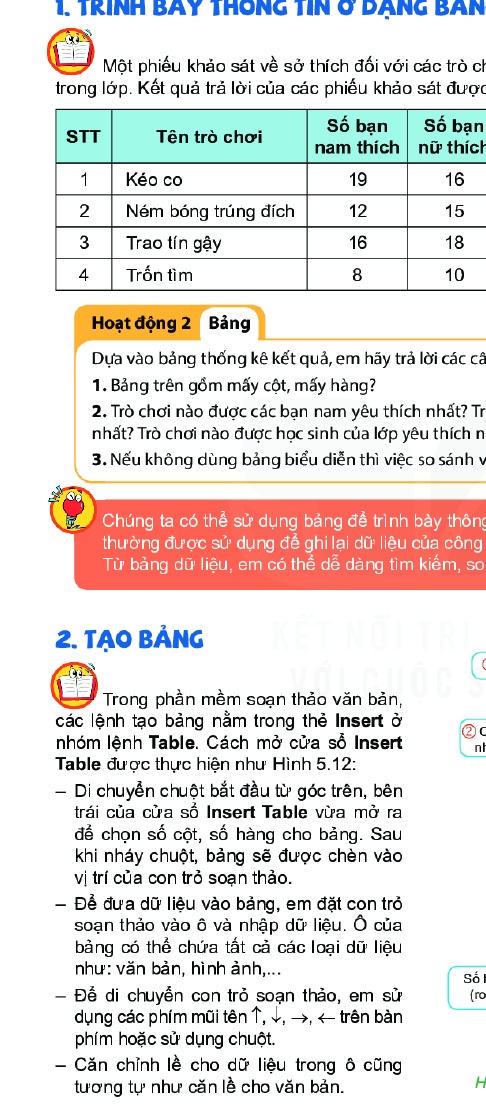 1. TRÌNH BÀY THÔNG TIN Ở DẠNG BẢN
Một phiếu khảo sát về sở thích đối với các trò ch
trong lớp. Kết quả trả lời của các phiếu khảo sát được
STT Tên trò chơi Số bạn nam thích Số bạn nữ thích
1 Kéo co 19 16
2 Ném bóng trúng đích 12 15
3 Trao tín gậy 16 18
4 Trốn tìm 8 10
Hoạt động 2 Bảng
Dựa vào bảng thống kê kết quả, em hãy trả lời các câ
1. Bảng trên gồm mấy cột, mấy hàng?
2. Trò chơi nào được các bạn nam yêu thích nhất? Tr
nhất? Trò chơi nào được học sinh của lớp yêu thích n
3. Nếu không dùng bảng biểu diễn thì việc so sánh v
Chúng ta có thể sử dụng bảng để trình bày thông
thường được sử dụng để ghi lại dữ liệu của công
Từ bảng dữ liệu, em có thể dễ dàng tìm kiếm, so
KẾT NỐI TRI
VỚI CUỘC S
2. TẠO BẢNG
Trong phần mềm soạn thảo văn bản,
các lệnh tạo bảng nằm trong thẻ Insert ở
nhóm lệnh Table. Cách mở cửa sổ Insert
Table được thực hiện như Hình 5.12:
– Di chuyển chuột bắt đầu từ góc trên, bên
trái của cửa sổ Insert Table vừa mở ra
để chọn số cột, số hàng cho bảng. Sau
khi nháy chuột, bảng sẽ được chèn vào
vị trí của con trỏ soạn thảo.
– Để đưa dữ liệu vào bảng, em đặt con trỏ
soạn thảo vào ô và nhập dữ liệu. Ô của
bảng có thể chứa tất cả các loại dữ liệu
như: văn bản, hình ảnh,...
– Để di chuyển con trỏ soạn thảo, em sử
dụng các phím mũi tên ↑, ↓, →, ← trên bàn
phím hoặc sử dụng chuột.
– Căn chỉnh lề cho dữ liệu trong ô cũng
tương tự như căn lề cho văn bản.
② C
nh
Số h
(ro
H